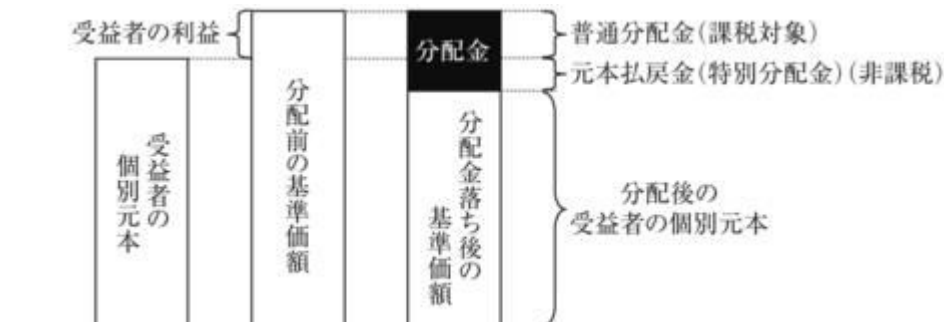 受益者の利益
分配金
普通分配金(課税対象)
元本払戻金(特別分配金)(非課税)
受益者の
個別元本
分配前の基準価額
分配金落ち後の
基準価額
分配後の
受益者の個別元本